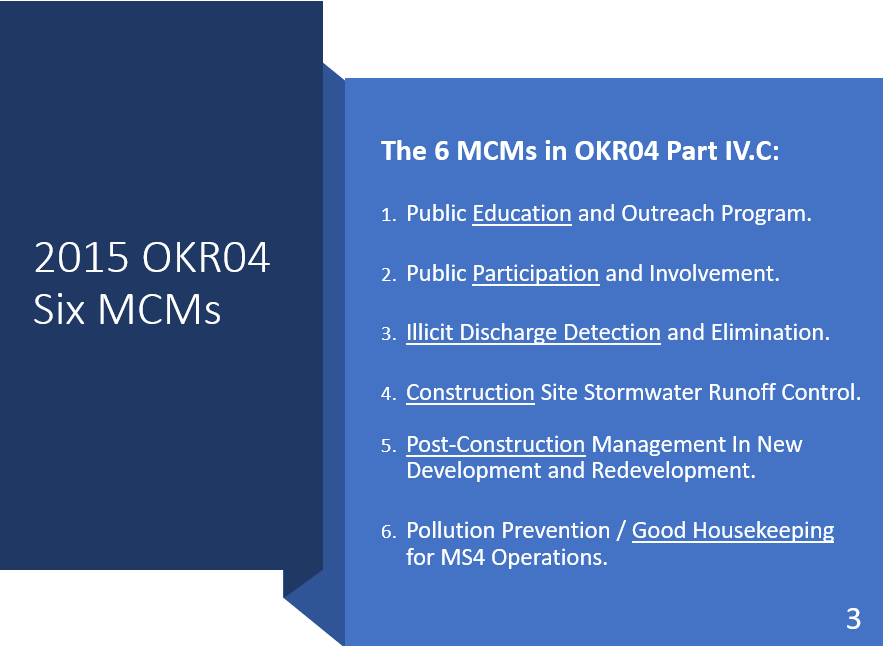 2015 OKR04
Six MCMs
The 6 MCMs in OKR04 Part IV.C:
1. Public Education and Outreach Program.
2. Public Participation and Involvement.
3. Illicit Discharge Detection and Elimination.
4. Construction Site Stormwater Runoff Control.
5. Post-Construction Management In New
Development and Redevelopment.
6. Pollution Prevention / Good Housekeeping
for MS4 Operations.
3